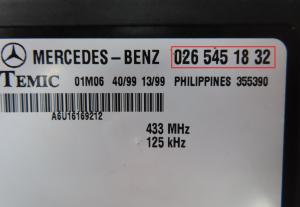 MERCEDES-BENZ 026 545 18 32
TEMIC 01M06 40/99 13/99 PHILIPPINES 355390
A6U16169212
433 MHz
125 kHz